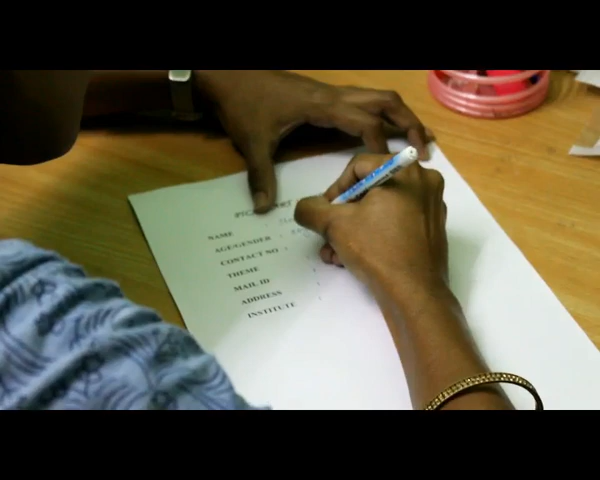 NAME :
AGE/GENDER :
CONTACT NO :
THEME :
MAIL ID :
ADDRESS :
INSTITUTE :